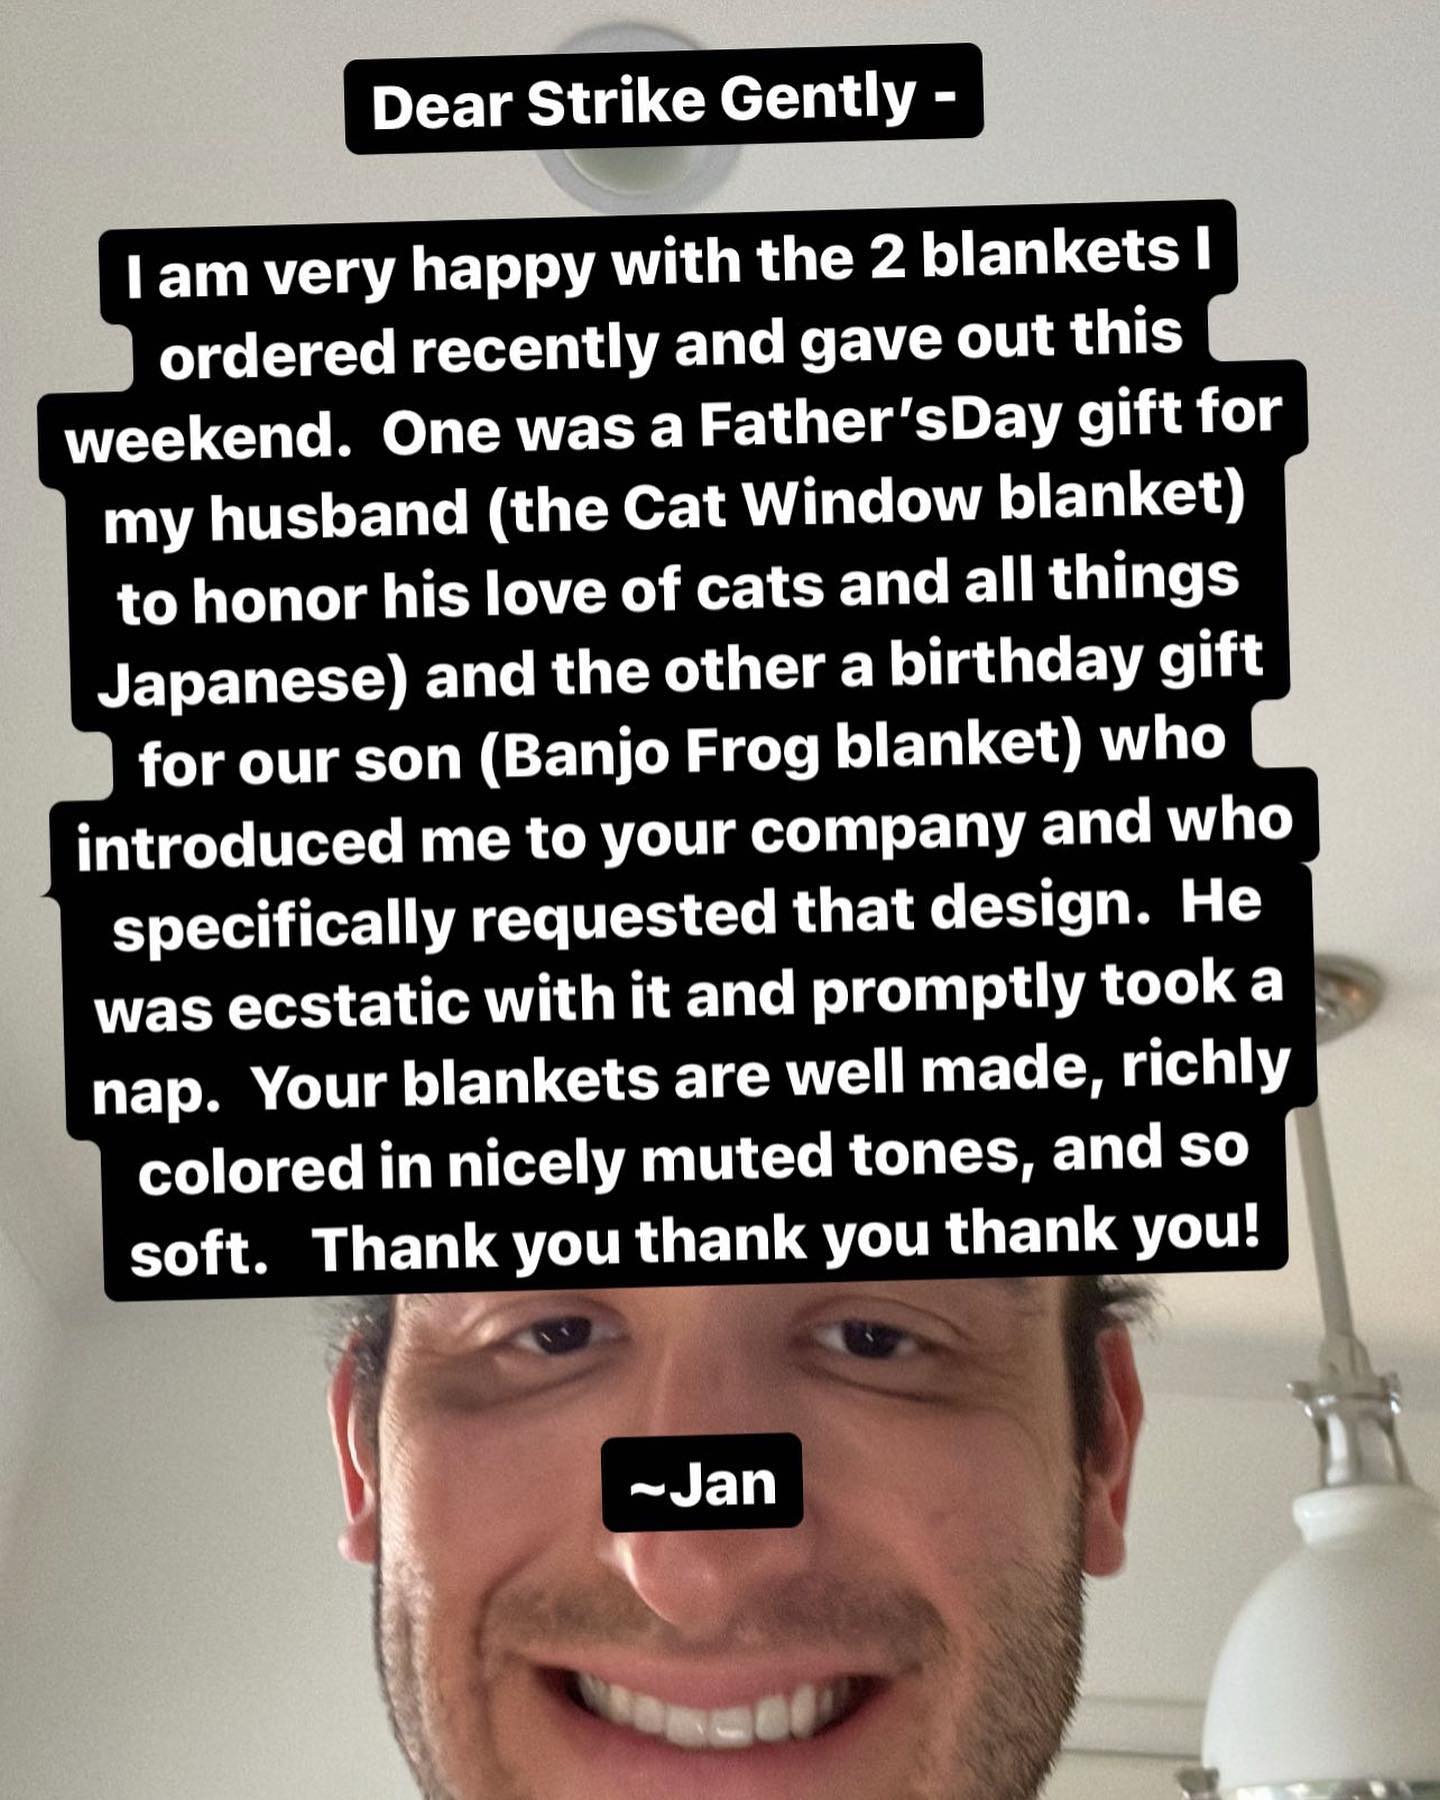 Dear Strike Gently -
I am very happy with the 2 blankets I
ordered recently and gave out this
weekend.  One was a Father’sDay gift for
my husband (the Cat Window blanket)
to honor his love of cats and all things
Japanese) and the other a birthday gift
for our son (Banjo Frog blanket) who
introduced me to your company and who
specifically requested that design.  He
was ecstatic with it and promptly took a
nap.  Your blankets are well made, richly
colored in nicely muted tones, and so
soft.   Thank you thank you thank you!
~Jan